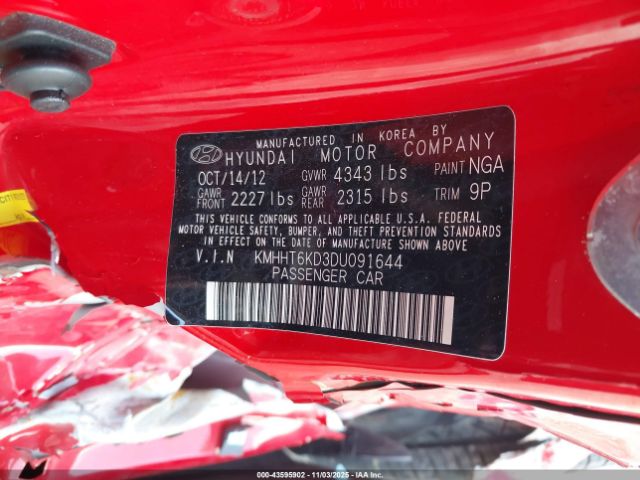 MANUFACTURED IN KOREA BY
HYUNDAI MOTOR COMPANY
OCT/14/12 GVWR 4343 lbs PAINT NGA
GAWR FRONT 2227 lbs GAWR REAR 2315 lbs TRIM 9P
THIS VEHICLE CONFORMS TO ALL APPLICABLE U.S.A. FEDERAL
MOTOR VEHICLE SAFETY, BUMPER, AND THEFT PREVENTION STANDARDS
IN EFFECT ON THE DATE OF MANUFACTURE SHOWN ABOVE
V.I.N KMHHT6KD3DU091644
PASSENGER CAR
000-43595902 - 11/03/2025 - IAA Inc.